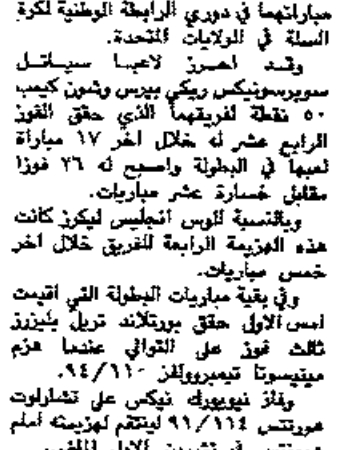 مباراتهما في دوري الرابطة الوطنية لكرة
السلة في الولايات المتحدة.
وقد احرز لاعبا سياتل
سوبرسونيكس ريكي بيرس وشون كيمب
٥٠ نقطة لفريقهما الذي حقق الفوز
الرابع عشر له خلال اخر ١٧ مباراة
لعبها في البطولة واصبح له ٢٦ فوزا
مقابل خسارة عشر مباريات.
وبالنسبة للوس انجليس ليكرز كانت
هذه الهزيمة الرابعة للفريق خلال اخر
خمس مباريات.
وفي بقية مباريات البطولة التي اقيمت
امس الاول حقق بورتلاند تريل بليزرز
ثالث فوز على التوالي عندما هزم
مينيسوتا تيمبروولفز ٩٤/١١٠.
وفاز نيويورك نيكس على تشارلوت
هورنتس ٩١/١١٤ لينتقم لهزيمته امام